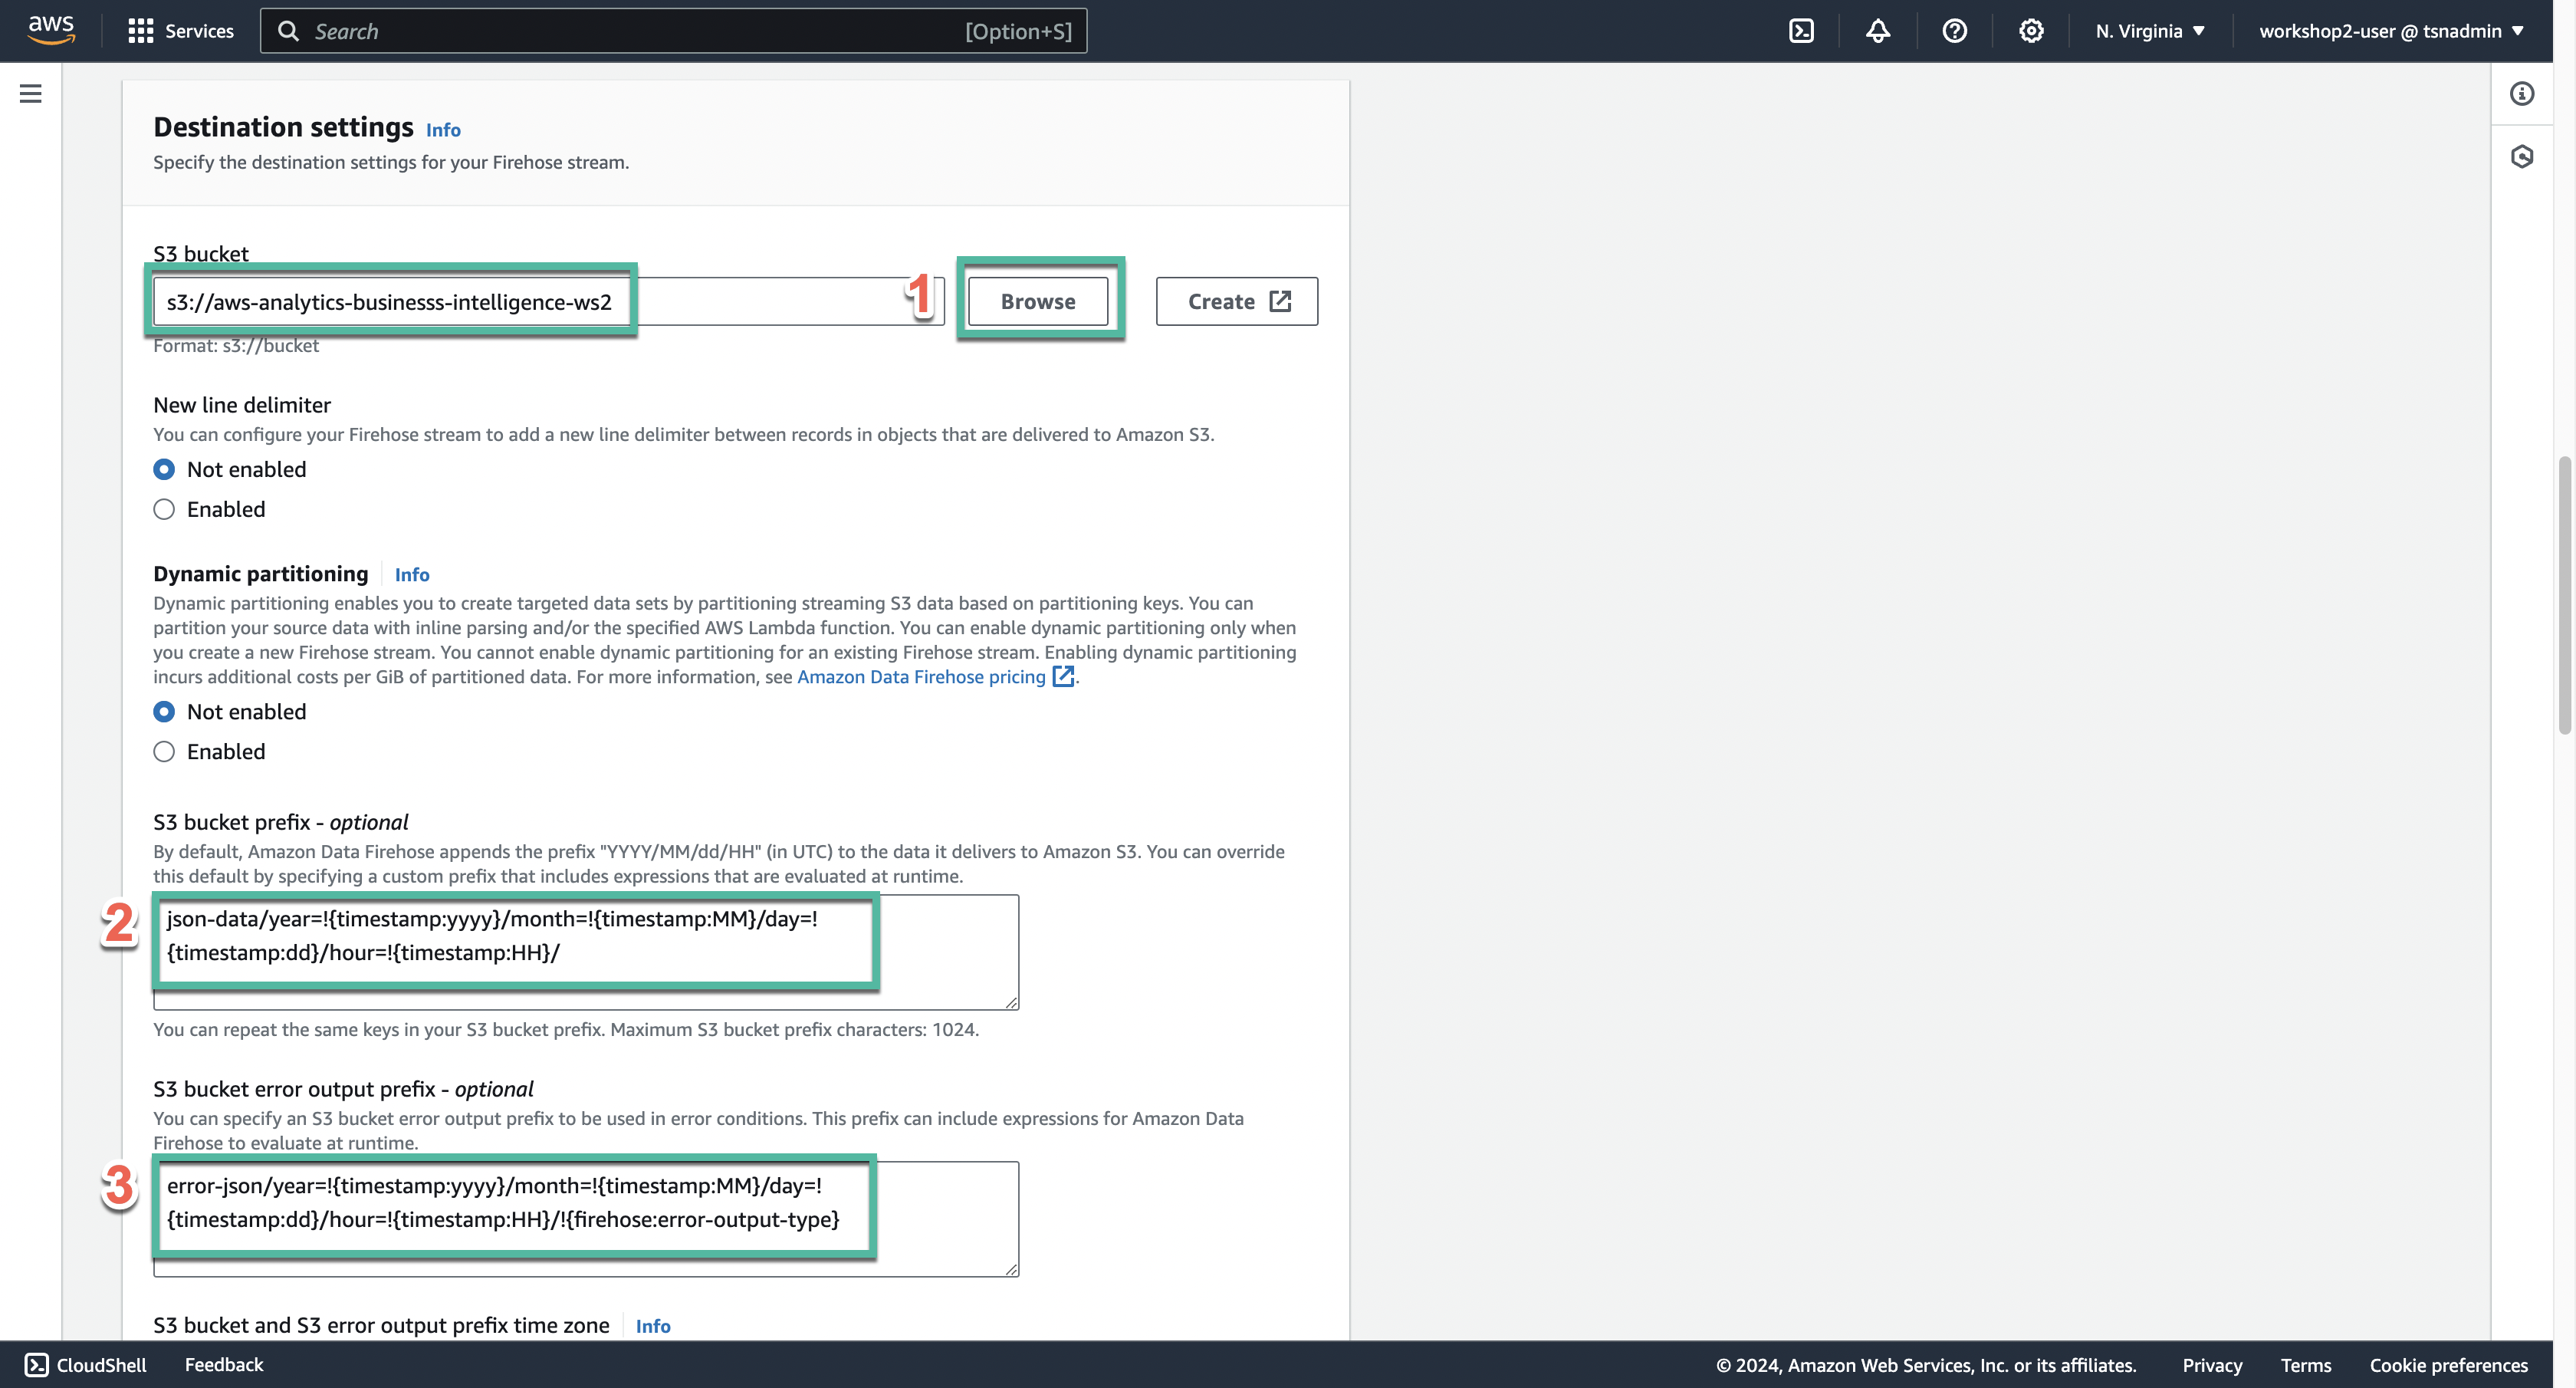 aws
Services
Search
[Option+S]
N. Virginia
workshop2-user @ tsnadmin
Destination settings
Info
Specify the destination settings for your Firehose stream.
S3 bucket
s3://aws-analytics-businesss-intelligence-ws2
1
Browse
Create
Format: s3://bucket
New line delimiter
You can configure your Firehose stream to add a new line delimiter between records in objects that are delivered to Amazon S3.
Not enabled
Enabled
Dynamic partitioning
Info
Dynamic partitioning enables you to create targeted data sets by partitioning streaming S3 data based on partitioning keys. You can
partition your source data with inline parsing and/or the specified AWS Lambda function. You can enable dynamic partitioning only when
you create a new Firehose stream. You cannot enable dynamic partitioning for an existing Firehose stream. Enabling dynamic partitioning
incurs additional costs per GiB of partitioned data. For more information, see Amazon Data Firehose pricing.
Not enabled
Enabled
S3 bucket prefix - optional
By default, Amazon Data Firehose appends the prefix "YYYY/MM/dd/HH" (in UTC) to the data it delivers to Amazon S3. You can override
this default by specifying a custom prefix that includes expressions that are evaluated at runtime.
2
json-data/year=!{timestamp:yyyy}/month=!{timestamp:MM}/day=!
{timestamp:dd}/hour=!{timestamp:HH}/
You can repeat the same keys in your S3 bucket prefix. Maximum S3 bucket prefix characters: 1024.
S3 bucket error output prefix - optional
You can specify an S3 bucket error output prefix to be used in error conditions. This prefix can include expressions for Amazon Data
Firehose to evaluate at runtime.
3
error-json/year=!{timestamp:yyyy}/month=!{timestamp:MM}/day=!
{timestamp:dd}/hour=!{timestamp:HH}/!{firehose:error-output-type}
S3 bucket and S3 error output prefix time zone
Info
CloudShell
Feedback
© 2024, Amazon Web Services, Inc. or its affiliates.
Privacy
Terms
Cookie preferences